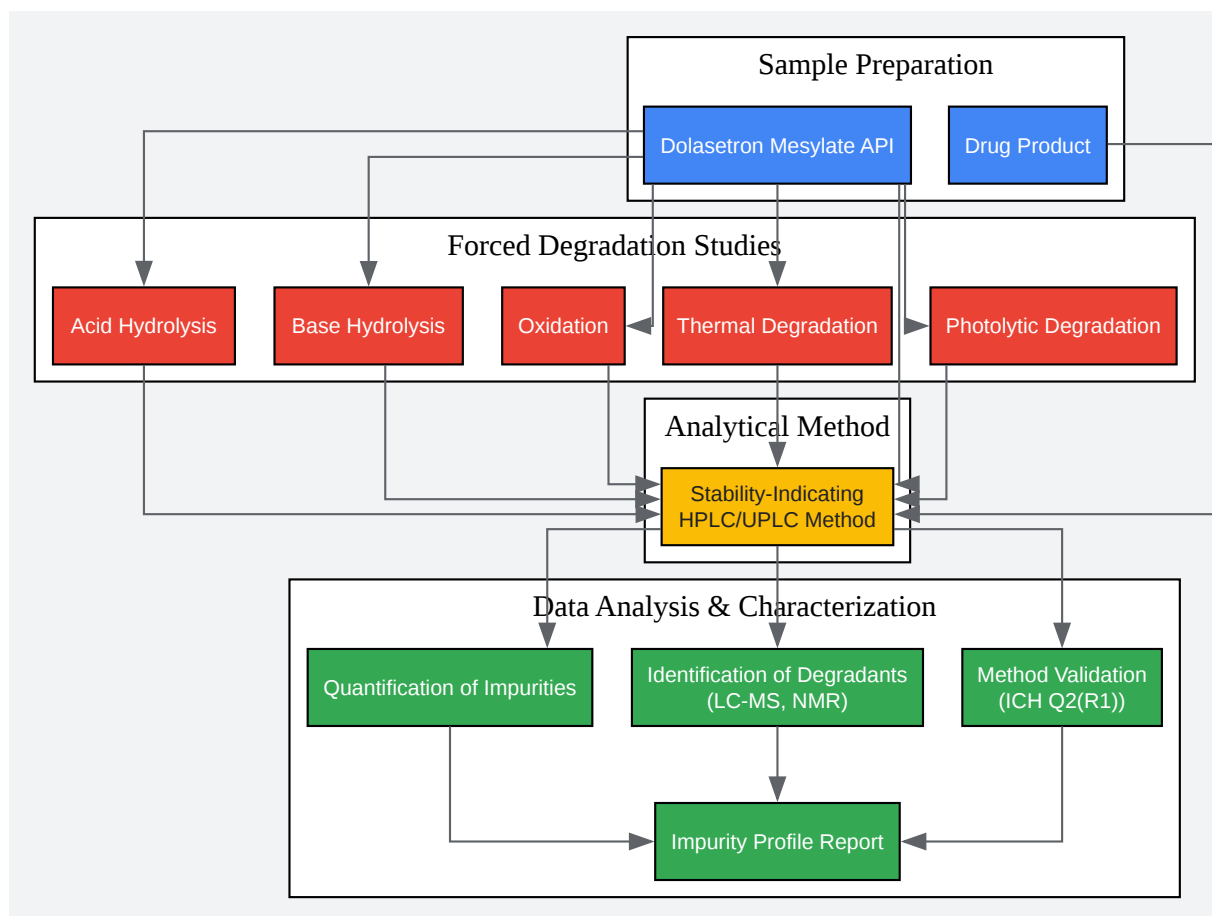 Sample Preparation
Dolasetron Mesylate API
Drug Product
Forced Degradation Studies
Acid Hydrolysis
Base Hydrolysis
Oxidation
Thermal Degradation
Photolytic Degradation
Analytical Method
Stability-Indicating
HPLC/UPLC Method
Data Analysis & Characterization
Quantification of Impurities
Identification of Degradants
(LC-MS, NMR)
Method Validation
(ICH Q2(R1))
Impurity Profile Report